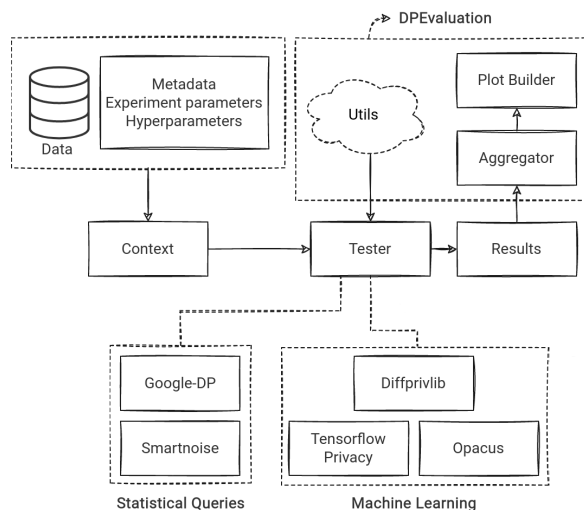 DPEvaluation
Metadata
Experiment parameters
Hyperparameters
Data
Utils
Plot Builder
Aggregator
Context
Tester
Results
Google-DP
Smartnoise
Diffprivlib
Tensorflow
Privacy
Opacus
Statistical Queries
Machine Learning